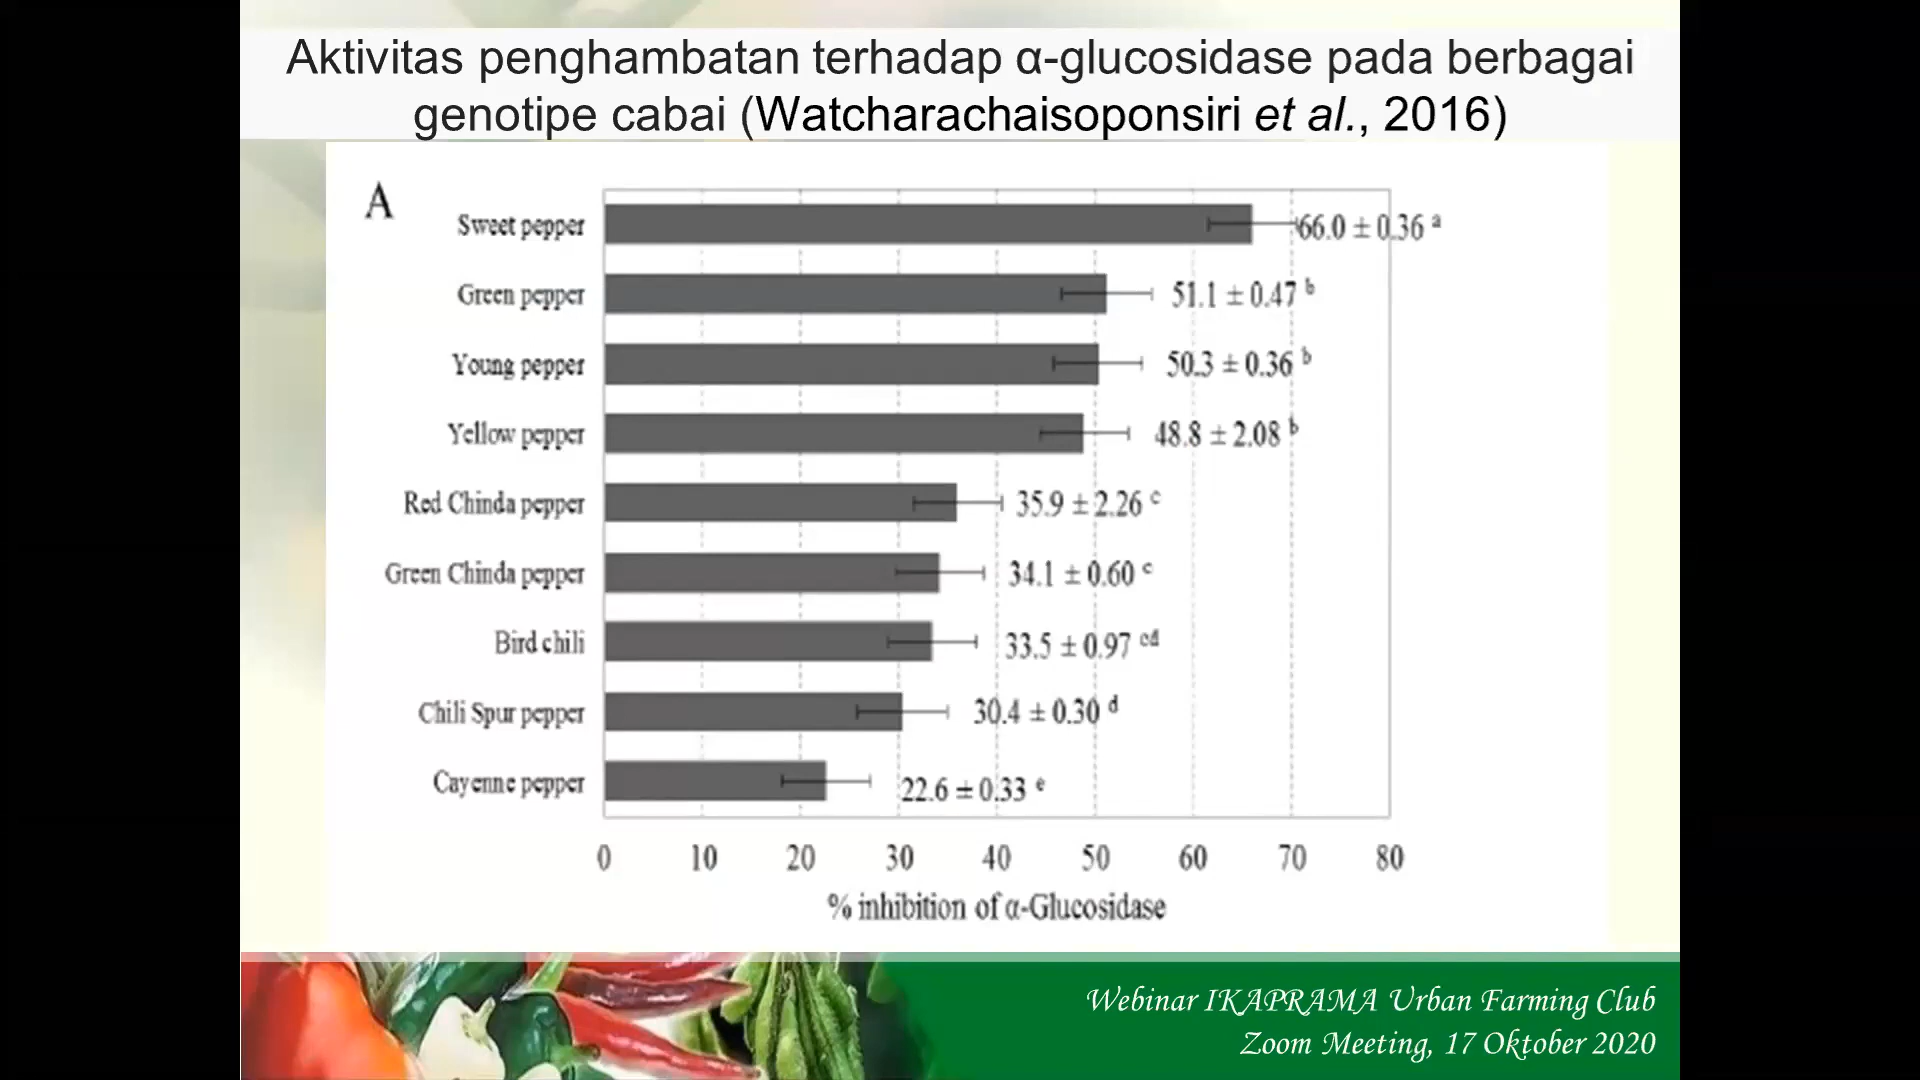 Aktivitas penghambatan terhadap α-glucosidase pada berbagai
genotipe cabai (Watcharachaisoponsiri et al., 2016)
A
Sweet pepper 66.0 ± 0.36 a
Green pepper 51.1 ± 0.47 b
Young pepper 50.3 ± 0.36 b
Yellow pepper 48.8 ± 2.08 b
Red Chinda pepper 35.9 ± 2.26 c
Green Chinda pepper 34.1 ± 0.60 c
Bird chili 33.5 ± 0.97 cd
Chili Spur pepper 30.4 ± 0.30 d
Cayenne pepper 22.6 ± 0.33 e
0 10 20 30 40 50 60 70 80
% inhibition of α-Glucosidase
Webinar IKAPRAMA Urban Farming Club
Zoom Meeting, 17 Oktober 2020